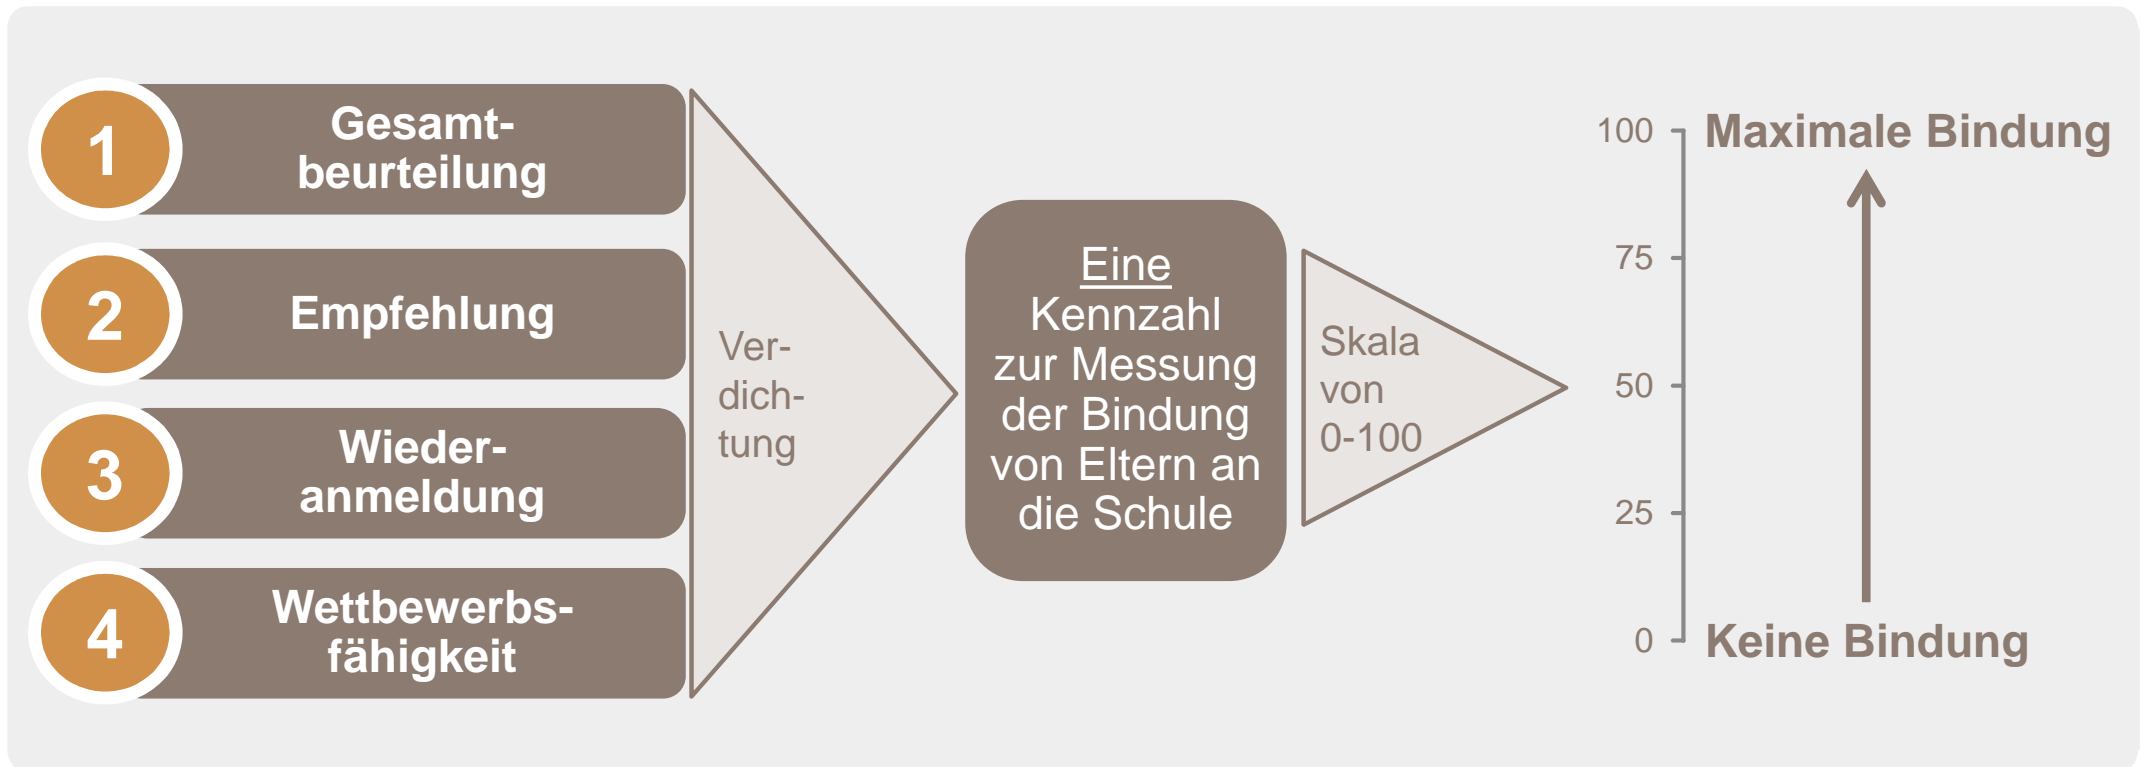 1
Gesamt-
beurteilung
2
Empfehlung
3
Wieder-
anmeldung
4
Wettbewerbs-
fähigkeit
Ver-
dich-
tung
Eine
Kennzahl
zur Messung
der Bindung
von Eltern an
die Schule
Skala
von
0-100
100
75
50
25
0
Maximale Bindung
Keine Bindung